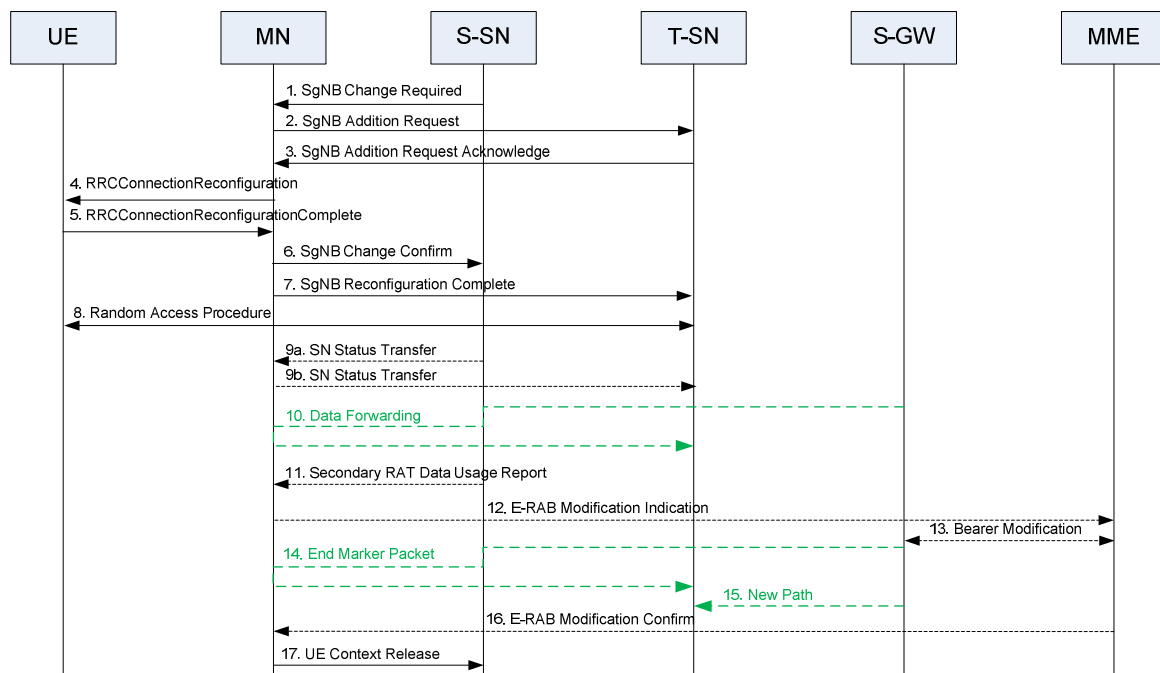 UE
MN
S-SN
T-SN
S-GW
MME
1. SgNB Change Required
2. SgNB Addition Request
3. SgNB Addition Request Acknowledge
4. RRCConnectionReconfiguration
5. RRCConnectionReconfigurationComplete
6. SgNB Change Confirm
7. SgNB Reconfiguration Complete
8. Random Access Procedure
9a. SN Status Transfer
9b. SN Status Transfer
10. Data Forwarding
11. Secondary RAT Data Usage Report
12. E-RAB Modification Indication
13. Bearer Modification
14. End Marker Packet
15. New Path
16. E-RAB Modification Confirm
17. UE Context Release